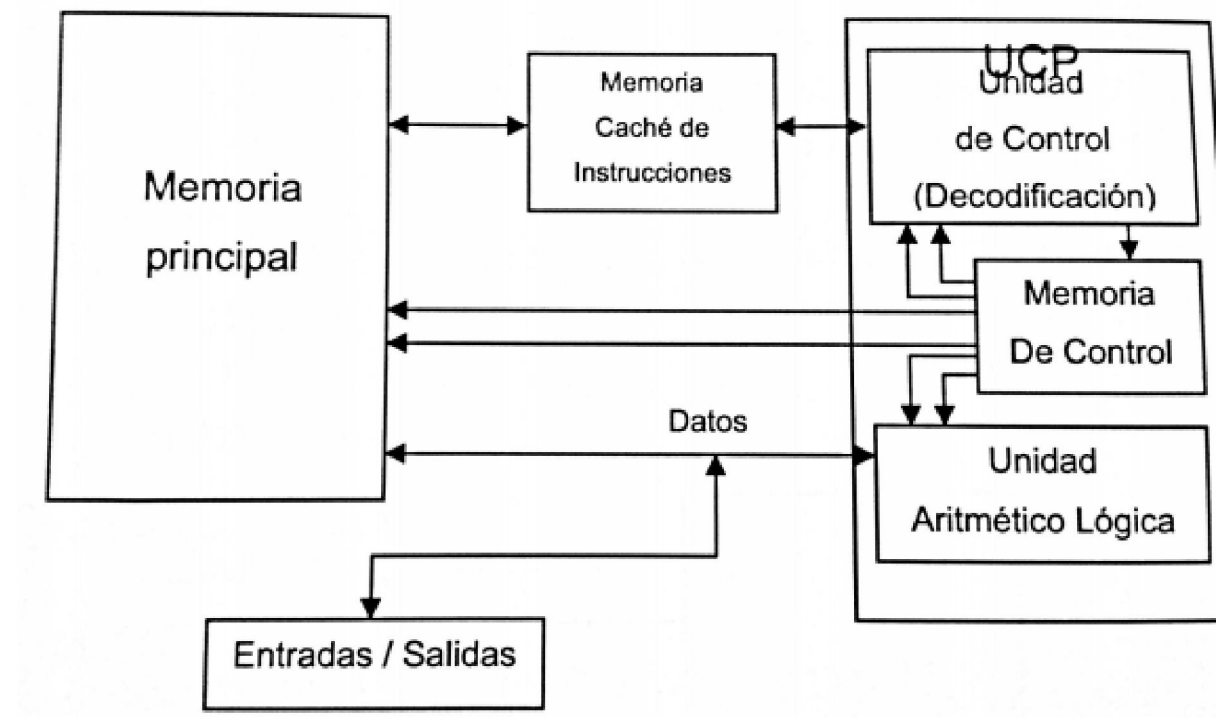 Memoria
principal
Memoria
Caché de
Instrucciones
UCP
Unidad
de Control
(Decodificación)
Memoria
De Control
Datos
Unidad
Aritmético Lógica
Entradas / Salidas